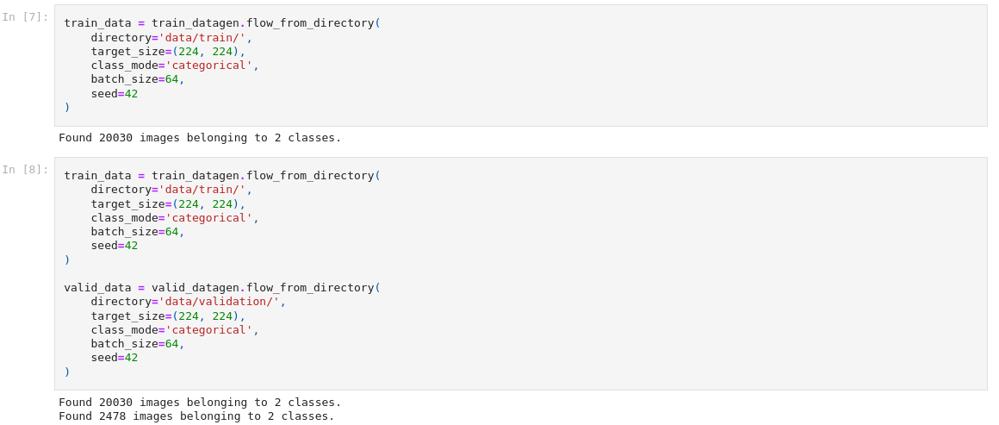 In [7]:
train_data = train_datagen.flow_from_directory(
    directory='data/train/',
    target_size=(224, 224),
    class_mode='categorical',
    batch_size=64,
    seed=42
)
Found 20030 images belonging to 2 classes.
In [8]:
train_data = train_datagen.flow_from_directory(
    directory='data/train/',
    target_size=(224, 224),
    class_mode='categorical',
    batch_size=64,
    seed=42
)
valid_data = valid_datagen.flow_from_directory(
    directory='data/validation/',
    target_size=(224, 224),
    class_mode='categorical',
    batch_size=64,
    seed=42
)
Found 20030 images belonging to 2 classes.
Found 2478 images belonging to 2 classes.